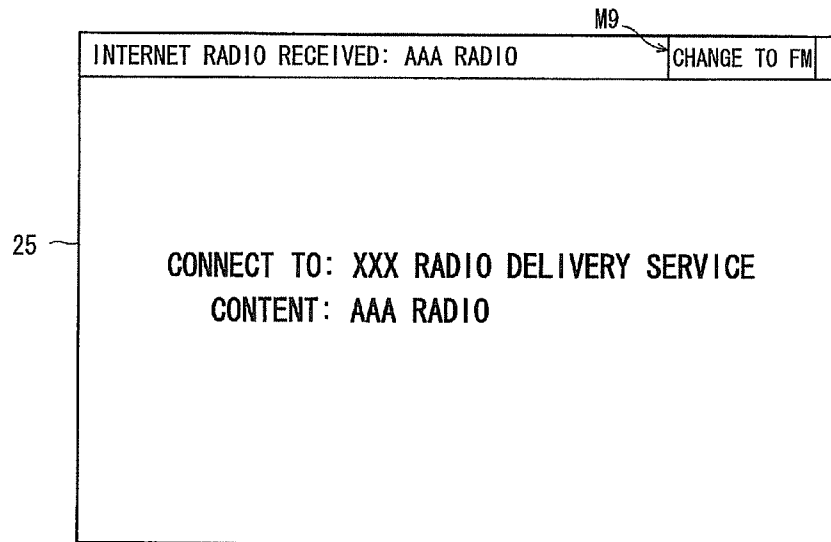 M9
INTERNET RADIO RECEIVED: AAA RADIO
CHANGE TO FM
25
CONNECT TO: XXX RADIO DELIVERY SERVICE
CONTENT: AAA RADIO